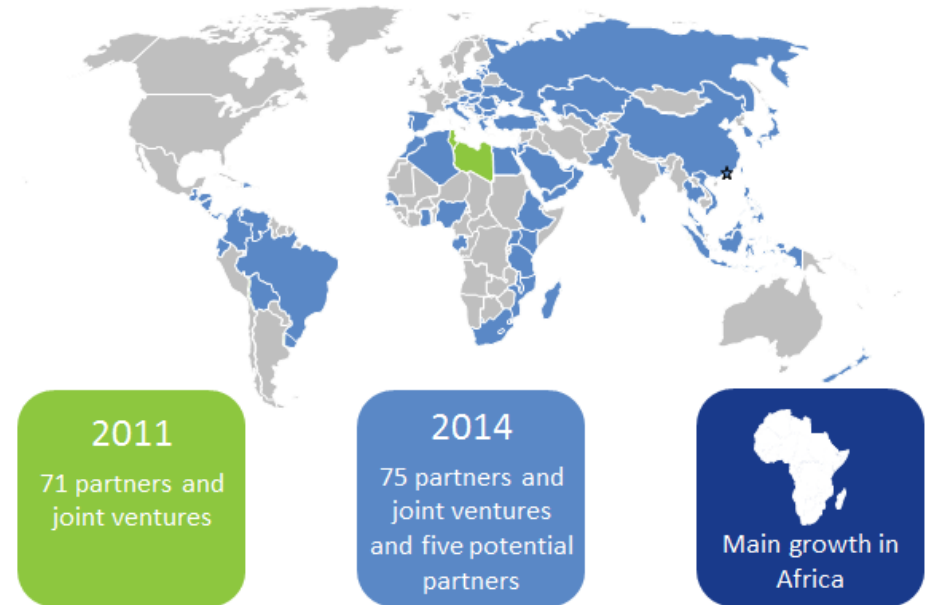 2011
71 partners and
joint ventures
2014
75 partners and
joint ventures
and five potential
partners
Main growth in
Africa